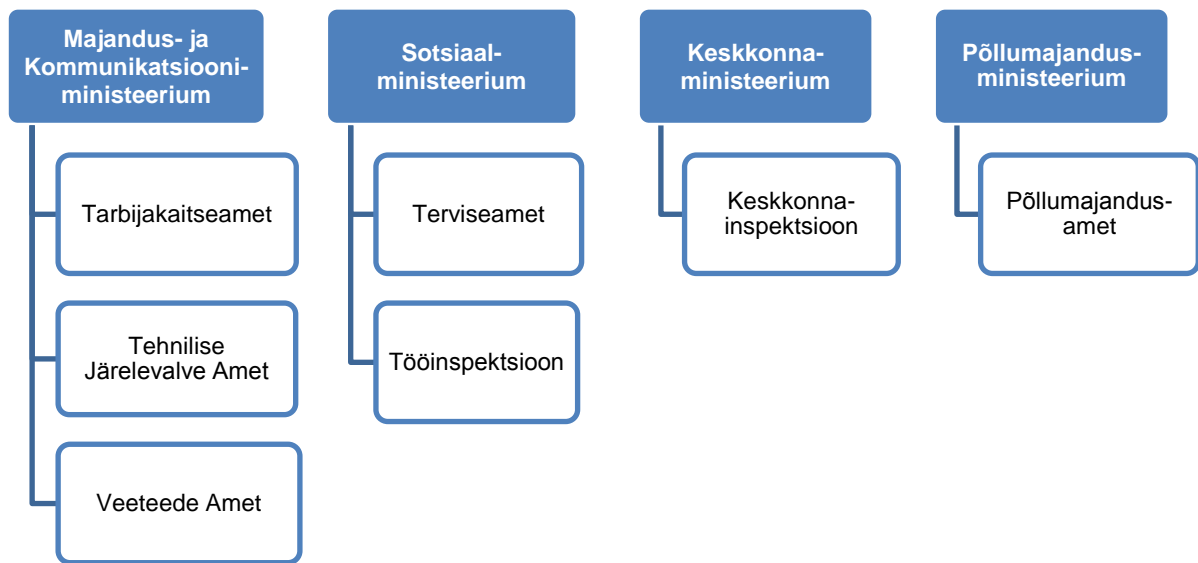 Majandus- ja
Kommunikatsiooni-
ministeerium
Tarbijakaitseamet
Tehnilise
Järelevalve Amet
Veeteede Amet
Sotsiaal-
ministeerium
Terviseamet
Tööinspektsioon
Keskkonna-
ministeerium
Keskkonna-
inspektsioon
Põllumajandus-
ministeerium
Põllumajandus-
amet